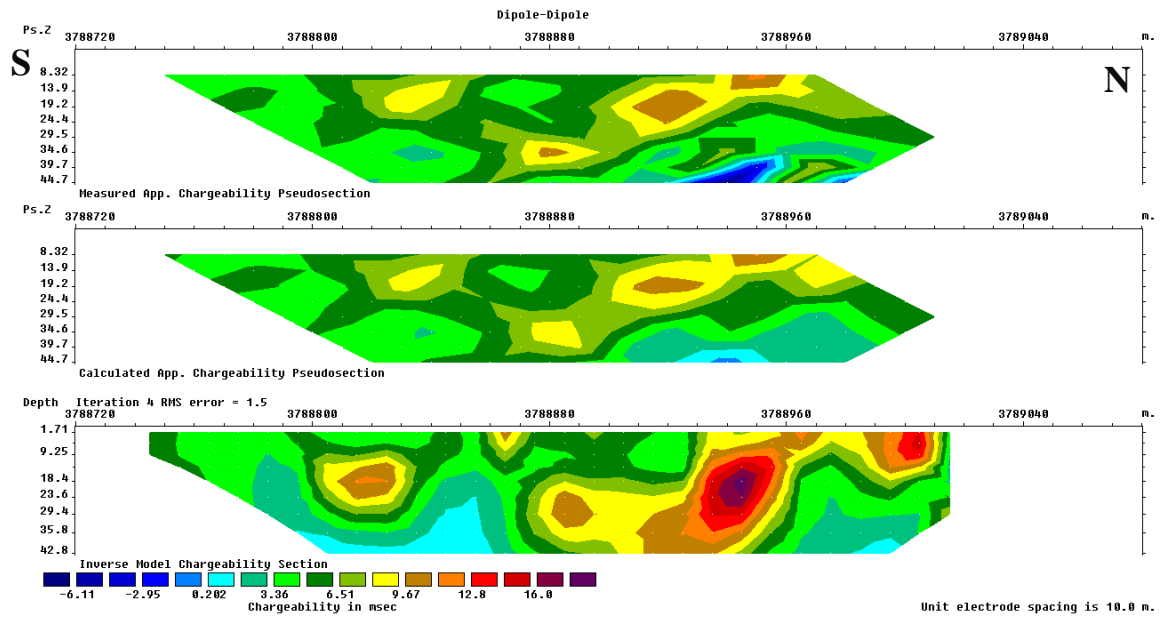 Dipole-Dipole
Ps.Z 3788720 3788800 3788880 3788960 3789040 m.
S
N
8.32
13.9
19.2
24.4
29.5
34.6
39.7
44.7
Measured App. Chargeability Pseudosection
Ps.Z 3788720 3788800 3788880 3788960 3789040 m.
8.32
13.9
19.2
24.4
29.5
34.6
39.7
44.7
Calculated App. Chargeability Pseudosection
Depth Iteration 4 RMS error = 1.5
3788720 3788800 3788880 3788960 3789040 m.
1.71
9.25
18.4
23.6
29.4
35.8
42.8
Inverse Model Chargeability Section
-6.11 -2.95 0.202 3.36 6.51 9.67 12.8 16.0
Chargeability in msec
Unit electrode spacing is 10.0 m.